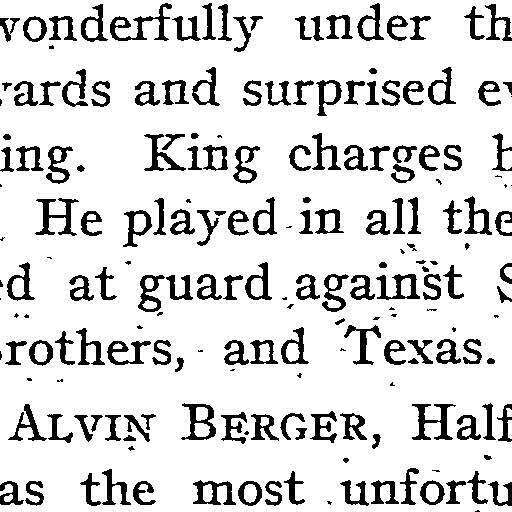 wonderfully under th
wards and surprised ev
ing. King charges b
He played in all the
ed at guard against S
Brothers, and Texas.
ALVIN BERGER, Half
as the most unfortu